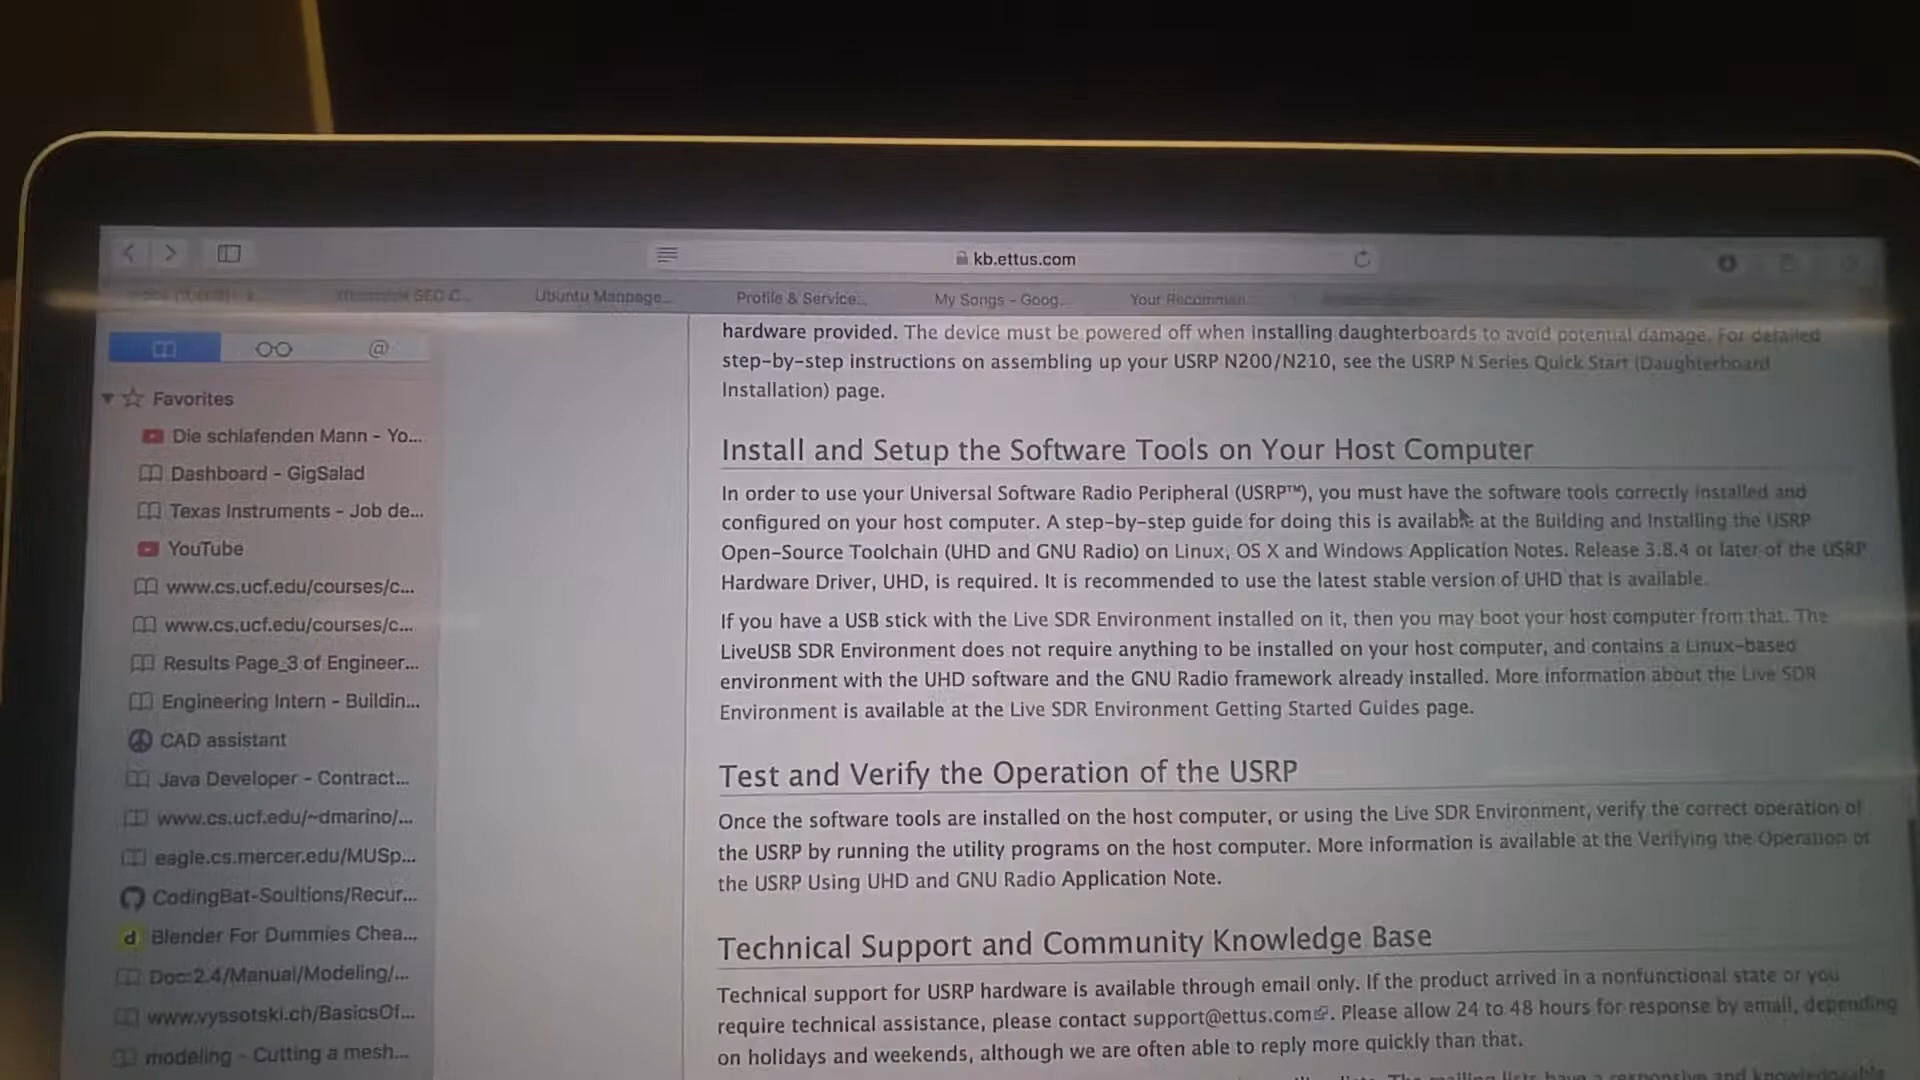 kb.ettus.com
Ubuntu Manpage...
Profile & Service...
My Songs - Goog...
Your Recommen
Favorites
Die schlafenden Mann - Yo...
Dashboard - GigSalad
Texas Instruments - Job de...
YouTube
www.cs.ucf.edu/courses/c...
www.cs.ucf.edu/courses/c...
Results Page_3 of Engineer...
Engineering Intern - Buildin...
CAD assistant
Java Developer - Contract...
www.cs.ucf.edu/~dmarino/...
eagle.cs.mercer.edu/MUSp...
CodingBat-Soultions/Recur...
d Blender For Dummies Chea...
Doc:2.4/Manual/Modeling/...
www.vyssotski.ch/BasicsOf...
modeling - Cutting a mesh...
hardware provided. The device must be powered off when installing daughterboards to avoid potential damage. For detailed
step-by-step instructions on assembling up your USRP N200/N210, see the USRP N Series Quick Start (Daughterboard
Installation) page.
Install and Setup the Software Tools on Your Host Computer
In order to use your Universal Software Radio Peripheral (USRP™), you must have the software tools correctly installed and
configured on your host computer. A step-by-step guide for doing this is available at the Building and Installing the USRP
Open-Source Toolchain (UHD and GNU Radio) on Linux, OS X and Windows Application Notes. Release 3.8.4 or later of the USRP
Hardware Driver, UHD, is required. It is recommended to use the latest stable version of UHD that is available.
If you have a USB stick with the Live SDR Environment installed on it, then you may boot your host computer from that. The
LiveUSB SDR Environment does not require anything to be installed on your host computer, and contains a Linux-based
environment with the UHD software and the GNU Radio framework already installed. More information about the Live SDR
Environment is available at the Live SDR Environment Getting Started Guides page.
Test and Verify the Operation of the USRP
Once the software tools are installed on the host computer, or using the Live SDR Environment, verify the correct operation of
the USRP by running the utility programs on the host computer. More information is available at the Verifying the Operation of
the USRP Using UHD and GNU Radio Application Note.
Technical Support and Community Knowledge Base
Technical support for USRP hardware is available through email only. If the product arrived in a nonfunctional state or you
require technical assistance, please contact support@ettus.com. Please allow 24 to 48 hours for response by email, depending
on holidays and weekends, although we are often able to reply more quickly than that.